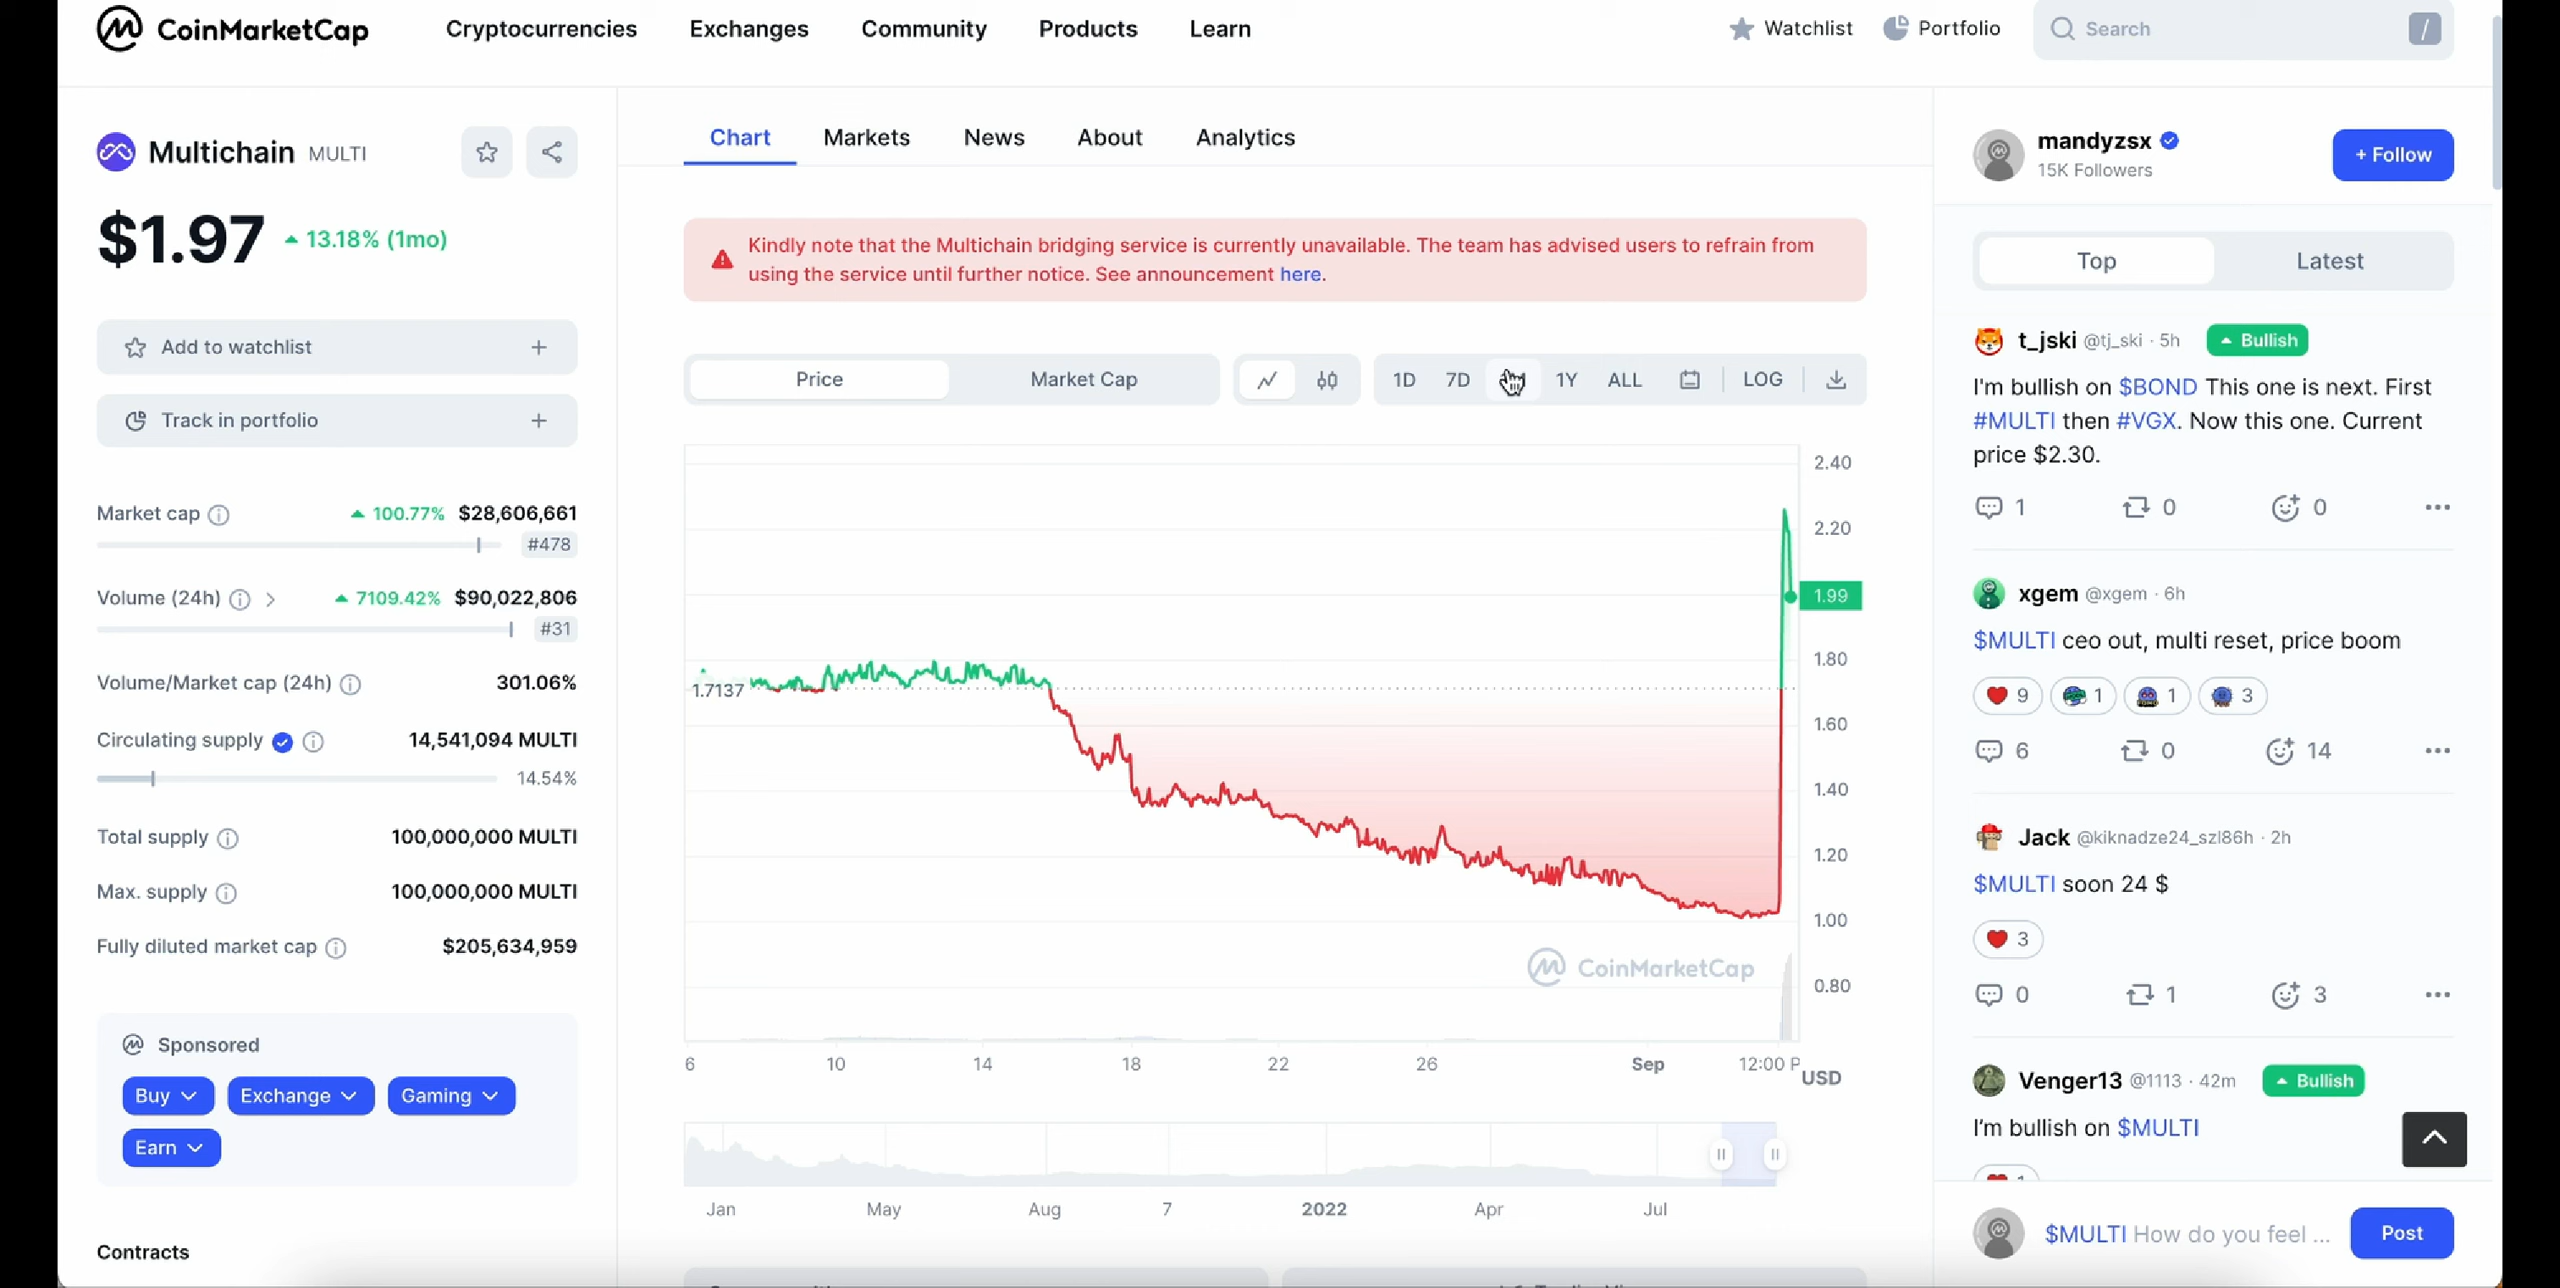 CoinMarketCap
Cryptocurrencies
Exchanges
Community
Products
Learn
Watchlist
Portfolio
Search
/
Multichain MULTI
$1.97 13.18% (1mo)
Add to watchlist +
Track in portfolio +
Market cap 100.77% $28,606,661
#478
Volume (24h) 7109.42% $90,022,806
#31
Volume/Market cap (24h) 301.06%
Circulating supply 14,541,094 MULTI
14.54%
Total supply 100,000,000 MULTI
Max. supply 100,000,000 MULTI
Fully diluted market cap $205,634,959
Sponsored
Buy Exchange Gaming
Earn
Contracts
Chart Markets News About Analytics
Kindly note that the Multichain bridging service is currently unavailable. The team has advised users to refrain from
using the service until further notice. See announcement here.
Price Market Cap 1D 7D 1Y ALL LOG
2.40
2.20
1.99
1.80
1.7137
1.60
1.40
1.20
1.00
CoinMarketCap
0.80
6 10 14 18 22 26 Sep 12:00 P
USD
Jan May Aug 7 2022 Apr Jul
mandyzsx
15K Followers
+ Follow
Top Latest
t_jski @tj_ski · 5h Bullish
I'm bullish on $BOND This one is next. First
#MULTI then #VGX. Now this one. Current
price $2.30.
1 0 0
xgem @xgem · 6h
$MULTI ceo out, multi reset, price boom
9 1 1 3
6 0 14
Jack @kiknadze24_szl86h · 2h
$MULTI soon 24 $
3
0 1 3
Venger13 @1113 · 42m Bullish
I'm bullish on $MULTI
$MULTI How do you feel ...
Post